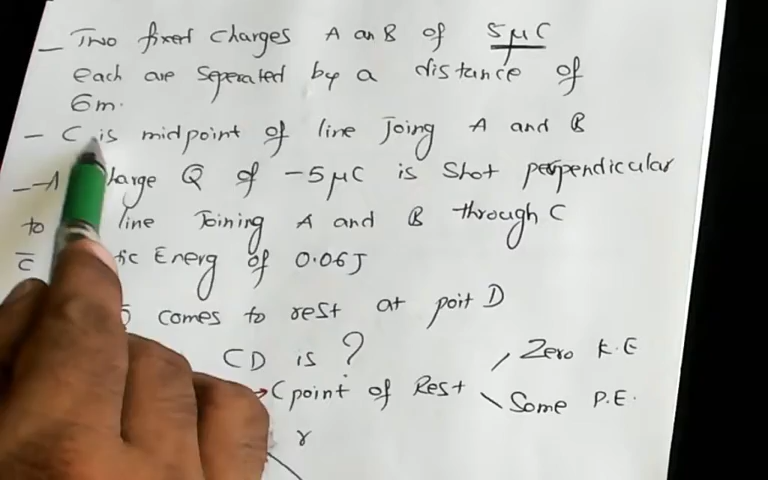 - Two fixed charges A an B of 5μC
each are seperated by a distance of
6m.
- C is midpoint of line Joing A and B
- A Q of -5μC is shot perpendicular
to line Joining A and B through C
Energ of 0.06J
comes to rest at poit D
CD is ?
Zero K.E
(point of Rest
Some P.E.
r